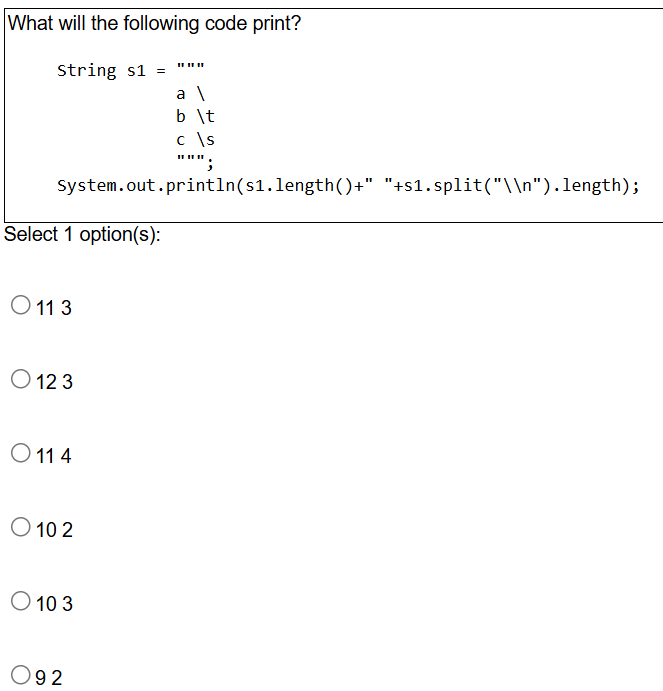 What will the following code print?
String s1 = """
a \
b \t
c \s
""";
System.out.println(s1.length()+" "+s1.split("\\n").length);
Select 1 option(s):
11 3
12 3
11 4
10 2
10 3
9 2